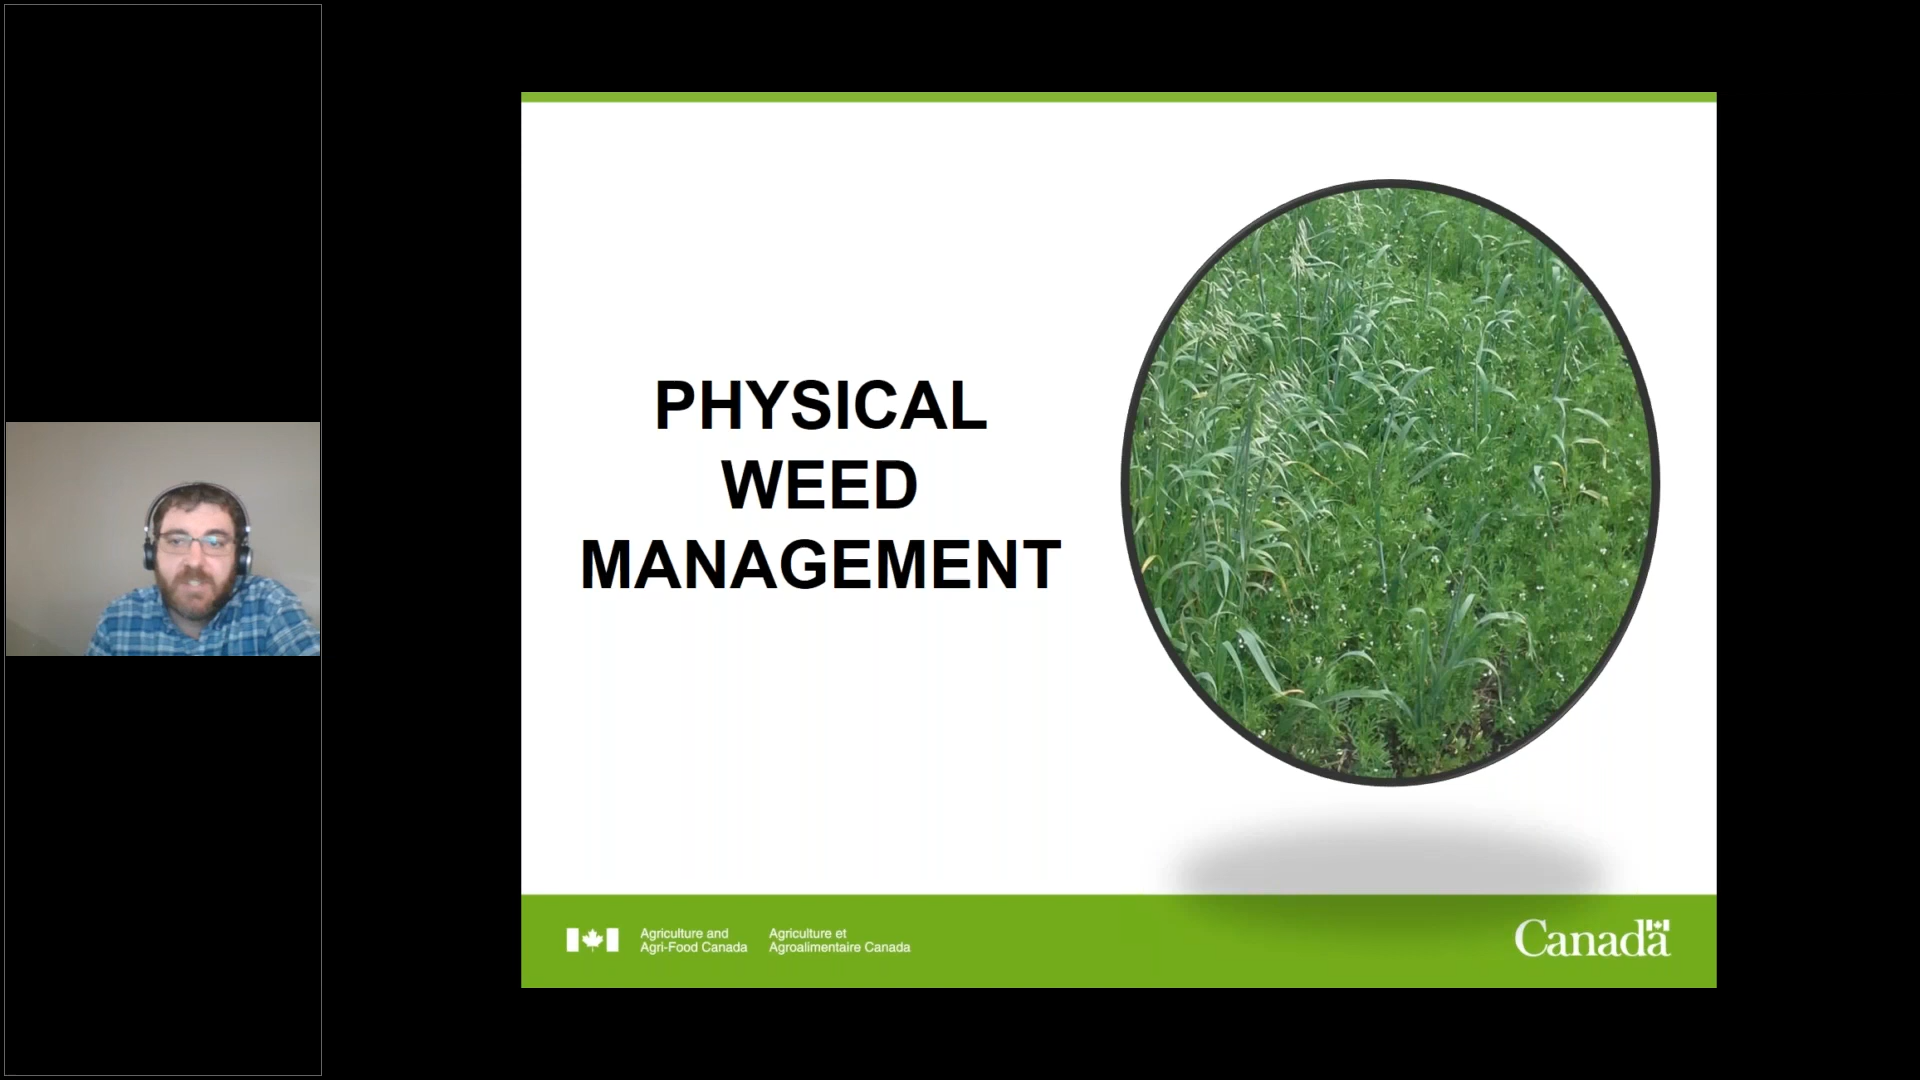 PHYSICAL
WEED
MANAGEMENT
Agriculture and
Agri-Food Canada
Agriculture et
Agroalimentaire Canada
Canada